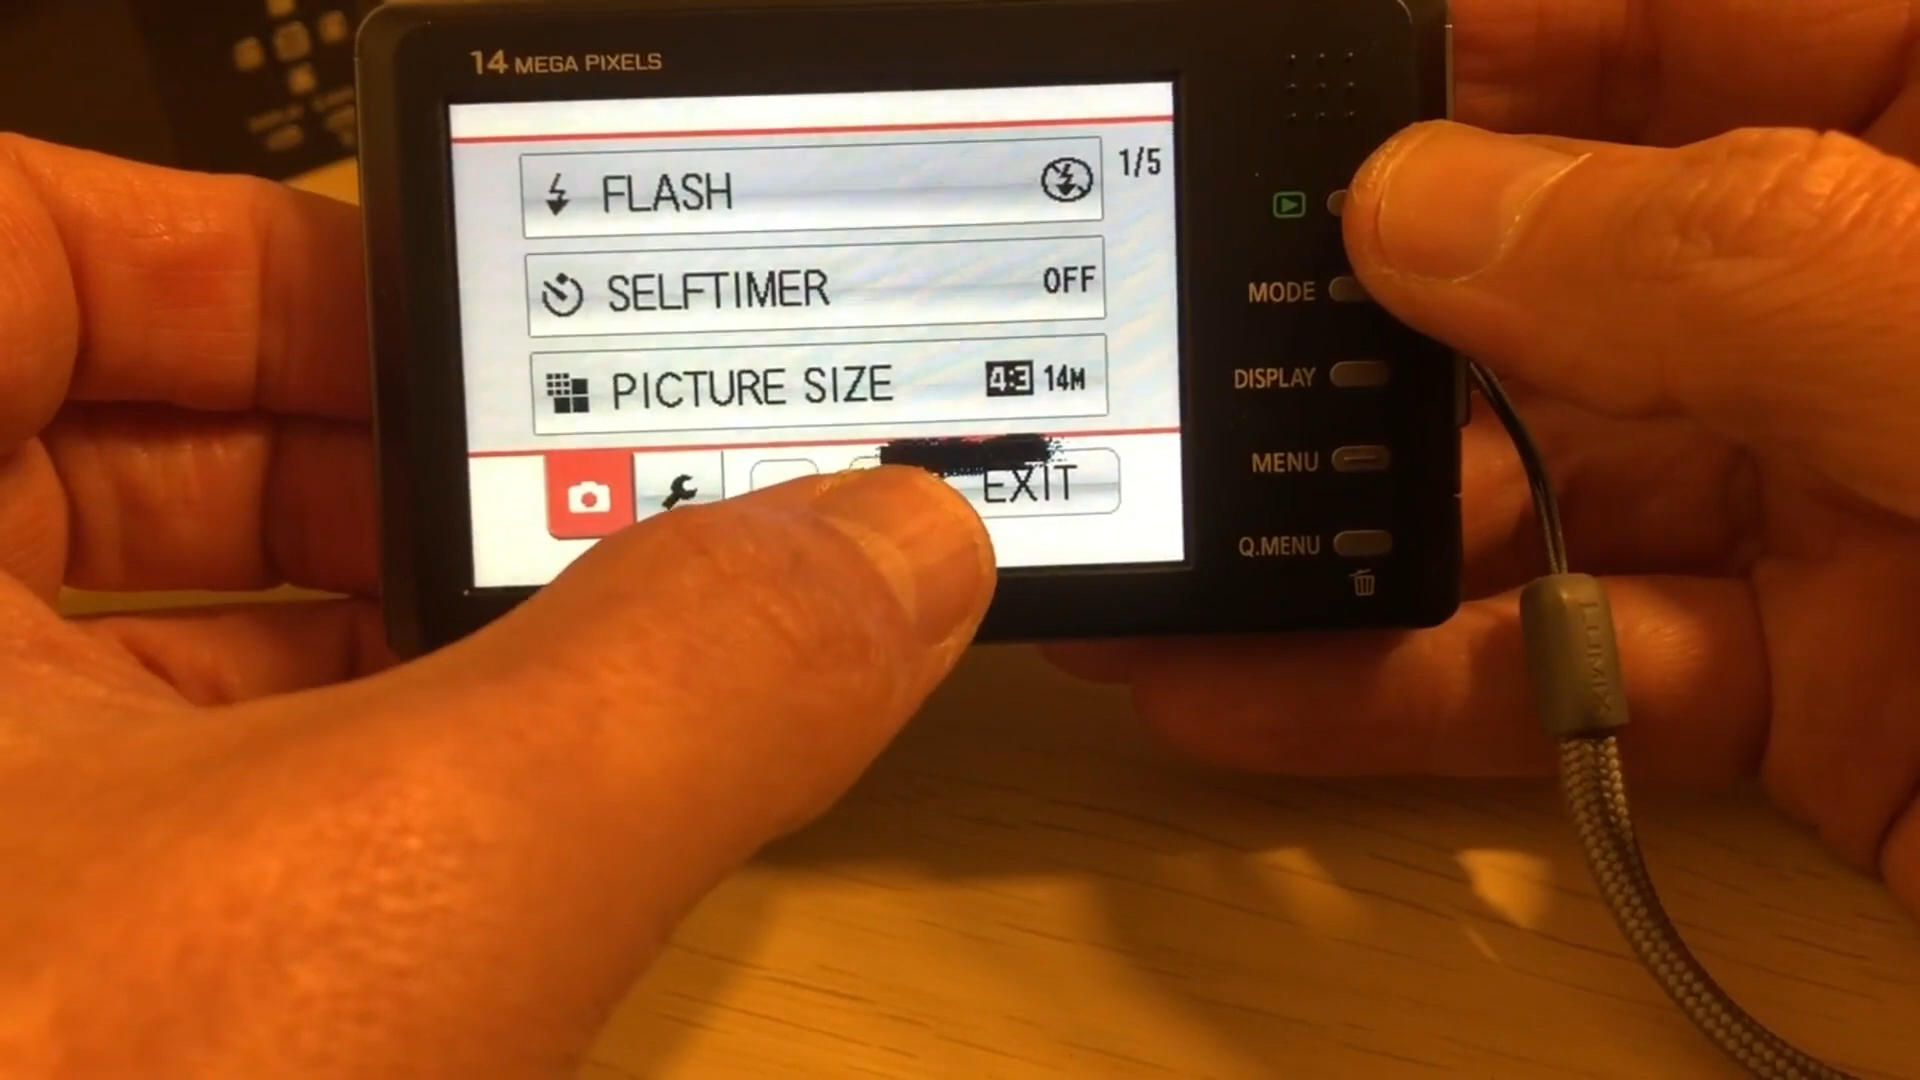 14 MEGA PIXELS
FLASH
1/5
SELFTIMER OFF
PICTURE SIZE 4:3 14M
EXIT
MODE
DISPLAY
MENU
Q.MENU
LUMIX